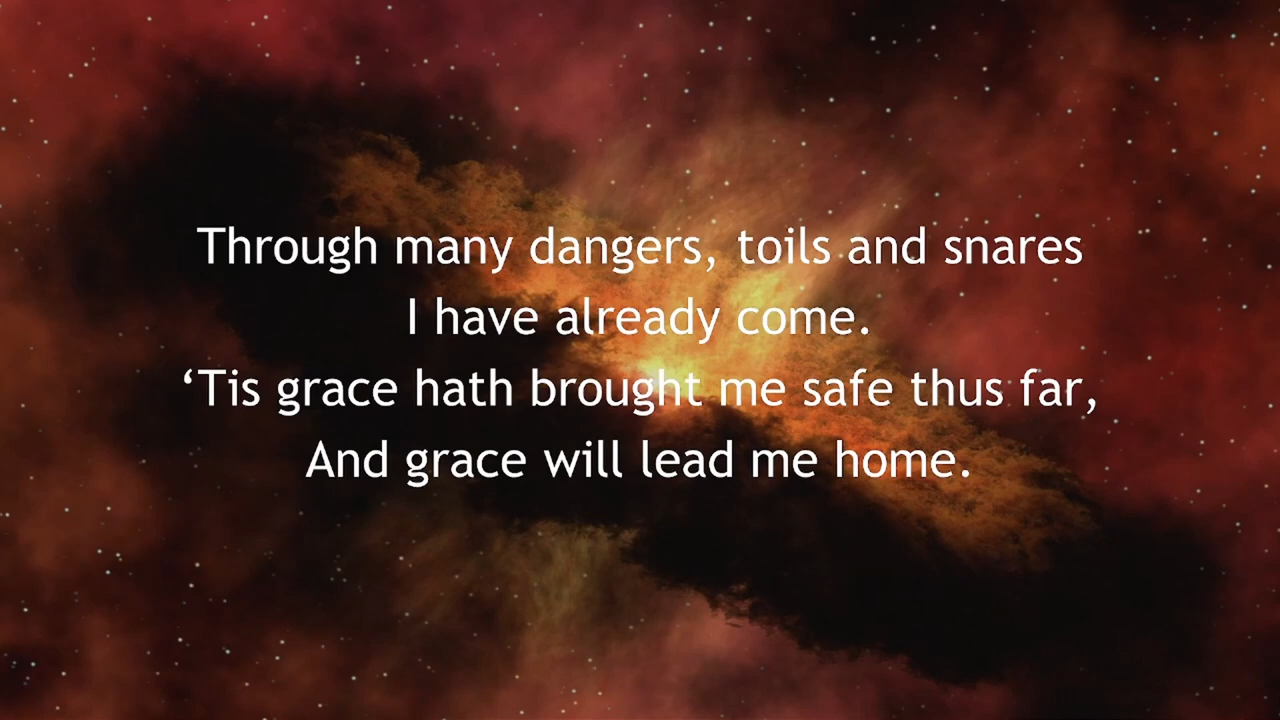 Through many dangers, toils and snares
I have already come.
‘Tis grace hath brought me safe thus far,
And grace will lead me home.